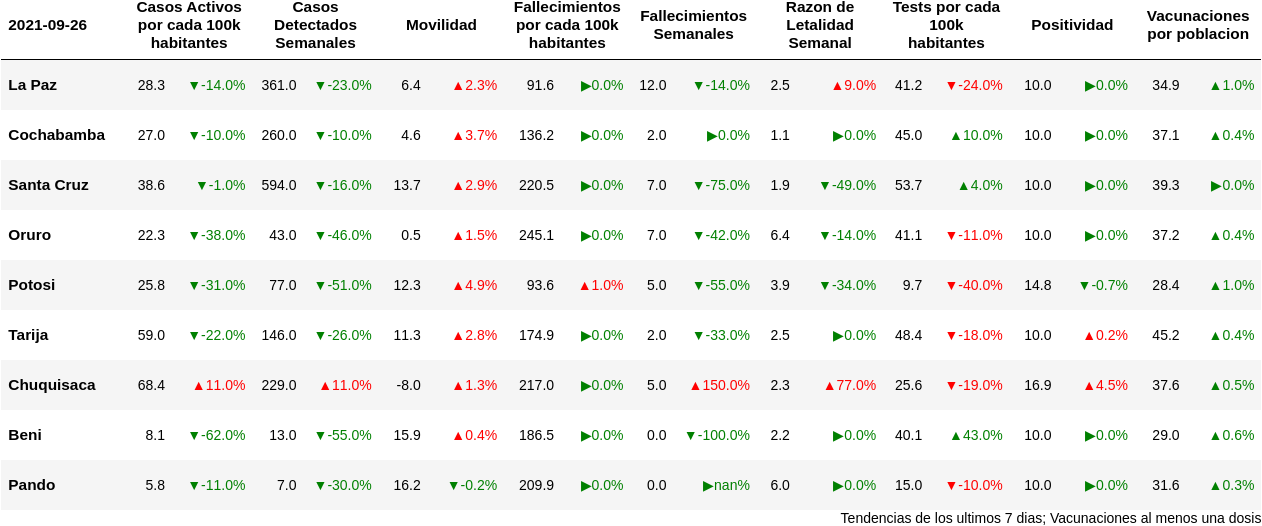 2021-09-26 Casos Activos por cada 100k habitantes Casos Detectados Semanales Movilidad Fallecimientos por cada 100k habitantes Fallecimientos Semanales Razon de Letalidad Semanal Tests por cada 100k habitantes Positividad Vacunaciones por poblacion
La Paz 28.3 ▼-14.0% 361.0 ▼-23.0% 6.4 ▲2.3% 91.6 ▶0.0% 12.0 ▼-14.0% 2.5 ▲9.0% 41.2 ▼-24.0% 10.0 ▶0.0% 34.9 ▲1.0%
Cochabamba 27.0 ▼-10.0% 260.0 ▼-10.0% 4.6 ▲3.7% 136.2 ▶0.0% 2.0 ▶0.0% 1.1 ▶0.0% 45.0 ▲10.0% 10.0 ▶0.0% 37.1 ▲0.4%
Santa Cruz 38.6 ▼-1.0% 594.0 ▼-16.0% 13.7 ▲2.9% 220.5 ▶0.0% 7.0 ▼-75.0% 1.9 ▼-49.0% 53.7 ▲4.0% 10.0 ▶0.0% 39.3 ▶0.0%
Oruro 22.3 ▼-38.0% 43.0 ▼-46.0% 0.5 ▲1.5% 245.1 ▶0.0% 7.0 ▼-42.0% 6.4 ▼-14.0% 41.1 ▼-11.0% 10.0 ▶0.0% 37.2 ▲0.4%
Potosi 25.8 ▼-31.0% 77.0 ▼-51.0% 12.3 ▲4.9% 93.6 ▲1.0% 5.0 ▼-55.0% 3.9 ▼-34.0% 9.7 ▼-40.0% 14.8 ▼-0.7% 28.4 ▲1.0%
Tarija 59.0 ▼-22.0% 146.0 ▼-26.0% 11.3 ▲2.8% 174.9 ▶0.0% 2.0 ▼-33.0% 2.5 ▶0.0% 48.4 ▼-18.0% 10.0 ▲0.2% 45.2 ▲0.4%
Chuquisaca 68.4 ▲11.0% 229.0 ▲11.0% -8.0 ▲1.3% 217.0 ▶0.0% 5.0 ▲150.0% 2.3 ▲77.0% 25.6 ▼-19.0% 16.9 ▲4.5% 37.6 ▲0.5%
Beni 8.1 ▼-62.0% 13.0 ▼-55.0% 15.9 ▲0.4% 186.5 ▶0.0% 0.0 ▼-100.0% 2.2 ▶0.0% 40.1 ▲43.0% 10.0 ▶0.0% 29.0 ▲0.6%
Pando 5.8 ▼-11.0% 7.0 ▼-30.0% 16.2 ▼-0.2% 209.9 ▶0.0% 0.0 ▶nan% 6.0 ▶0.0% 15.0 ▼-10.0% 10.0 ▶0.0% 31.6 ▲0.3%
Tendencias de los ultimos 7 dias; Vacunaciones al menos una dosis